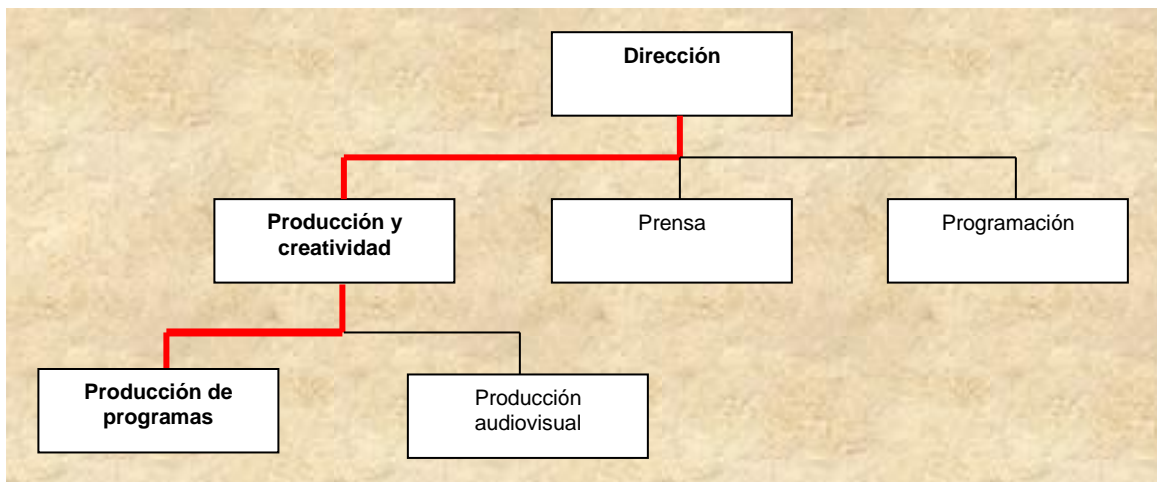 Dirección
Producción y
creatividad
Prensa
Programación
Producción de
programas
Producción
audiovisual